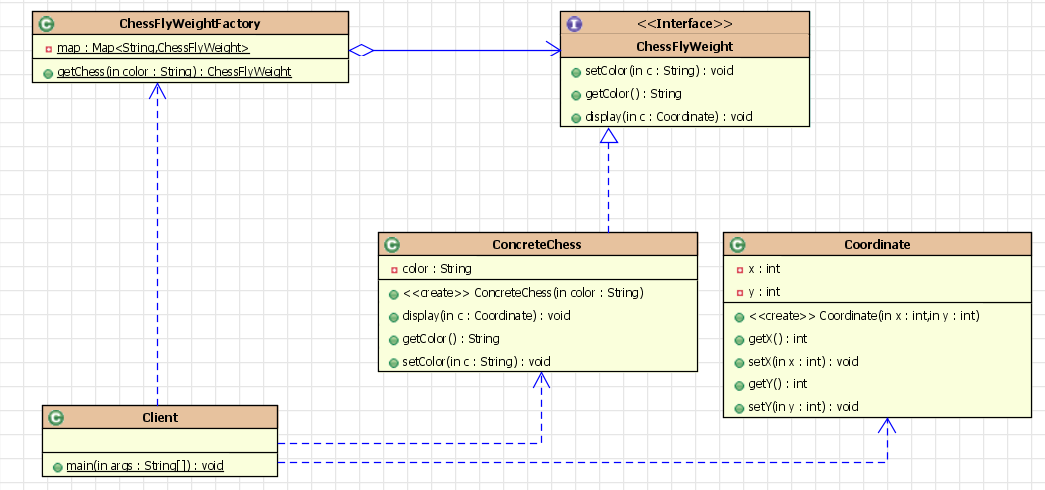 ChessFlyWeightFactory
map : Map<String,ChessFlyWeight>
getChess(in color : String) : ChessFlyWeight
<<Interface>>
ChessFlyWeight
setColor(in c : String) : void
getColor() : String
display(in c : Coordinate) : void
ConcreteChess
color : String
<<create>> ConcreteChess(in color : String)
display(in c : Coordinate) : void
getColor() : String
setColor(in c : String) : void
Coordinate
x : int
y : int
<<create>> Coordinate(in x : int,in y : int)
getX() : int
setX(in x : int) : void
getY() : int
setY(in y : int) : void
Client
main(in args : String[]) : void